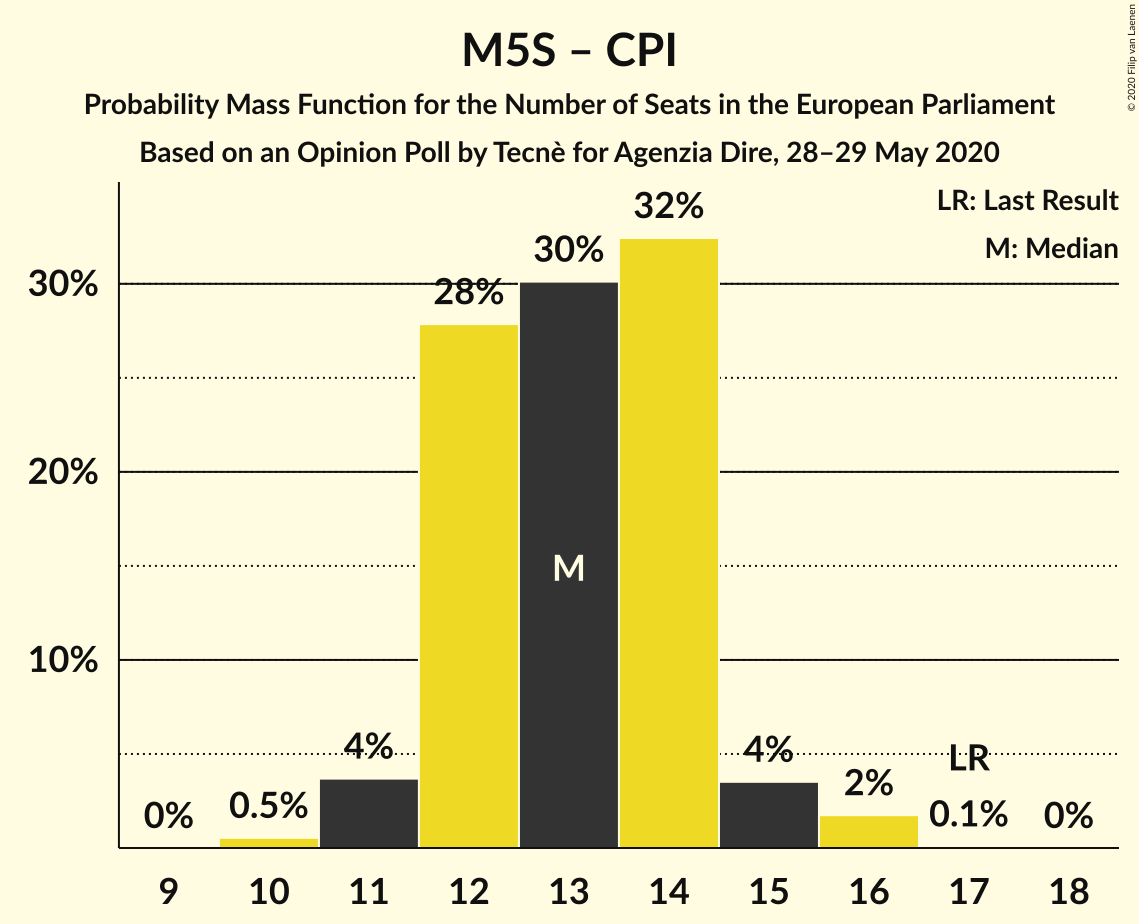 M5S – CPI
Probability Mass Function for the Number of Seats in the European Parliament
Based on an Opinion Poll by Tecnè for Agenzia Dire, 28–29 May 2020
© 2020 Filip van Laenen
LR: Last Result
M: Median
30%
20%
10%
0%
0.5%
4%
28%
30%
32%
4%
2%
LR
0.1%
0%
M
9 10 11 12 13 14 15 16 17 18